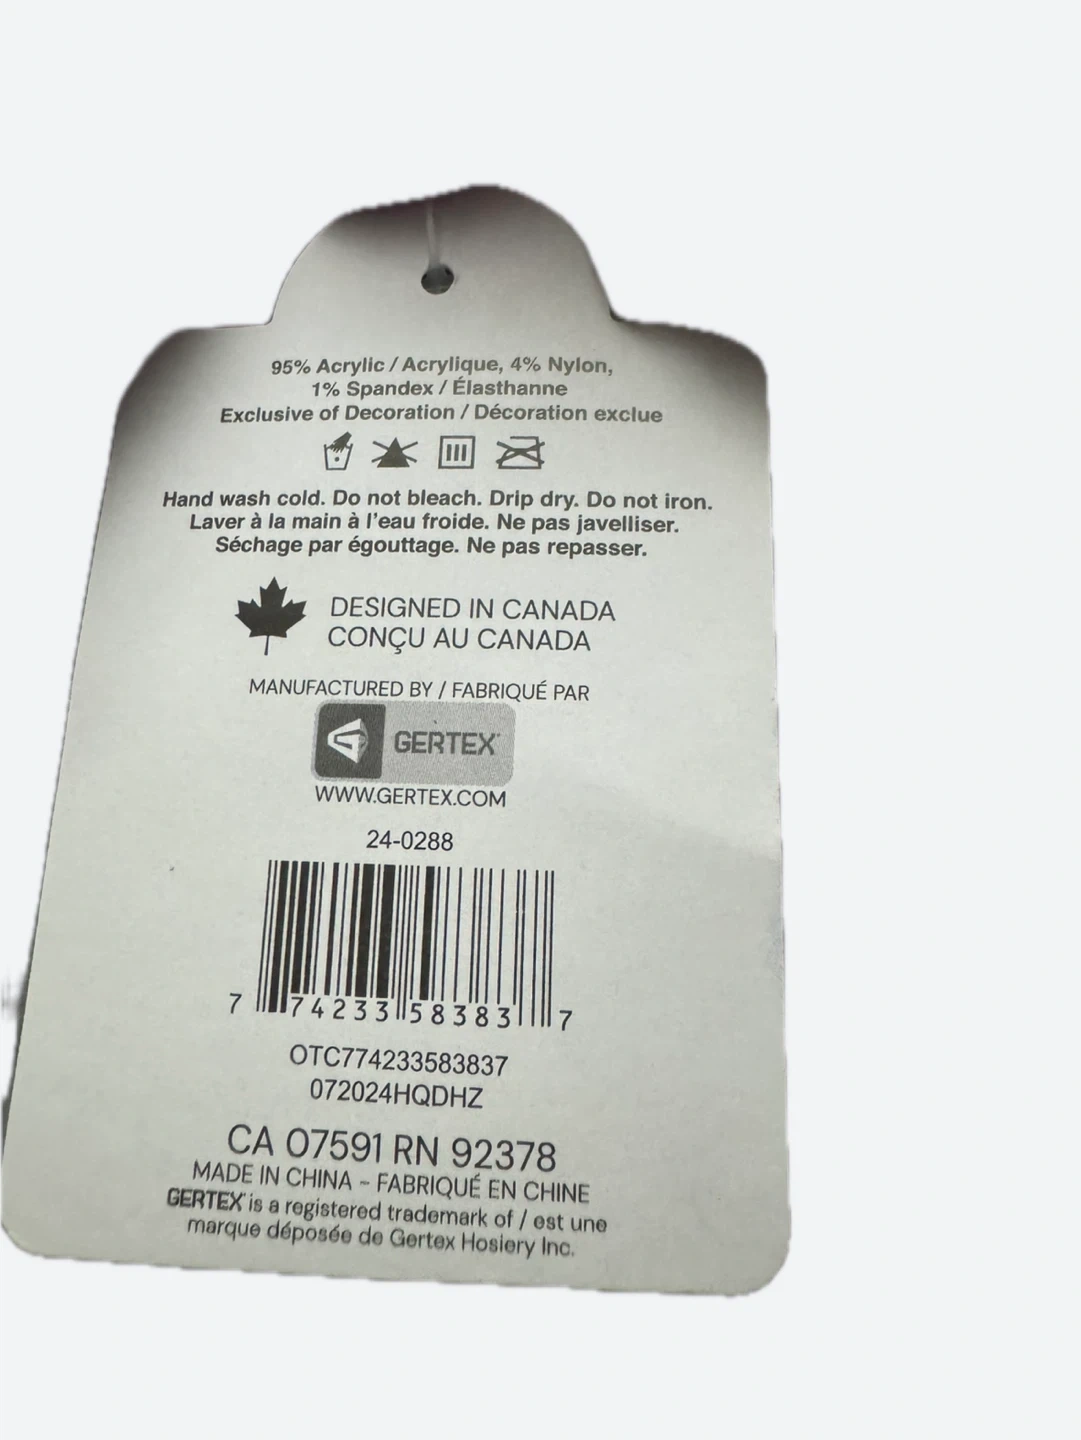 95% Acrylic / Acrylique, 4% Nylon,
1% Spandex / Élasthanne
Exclusive of Decoration / Décoration exclue
Hand wash cold. Do not bleach. Drip dry. Do not iron.
Laver à la main à l'eau froide. Ne pas javelliser.
Séchage par égouttage. Ne pas repasser.
DESIGNED IN CANADA
CONÇU AU CANADA
MANUFACTURED BY / FABRIQUÉ PAR
GERTEX
WWW.GERTEX.COM
24-0288
7 74233 58383 7
OTC774233583837
072024HQDHZ
CA 07591 RN 92378
MADE IN CHINA - FABRIQUÉ EN CHINE
GERTEX is a registered trademark of / est une
marque déposée de Gertex Hosiery Inc.